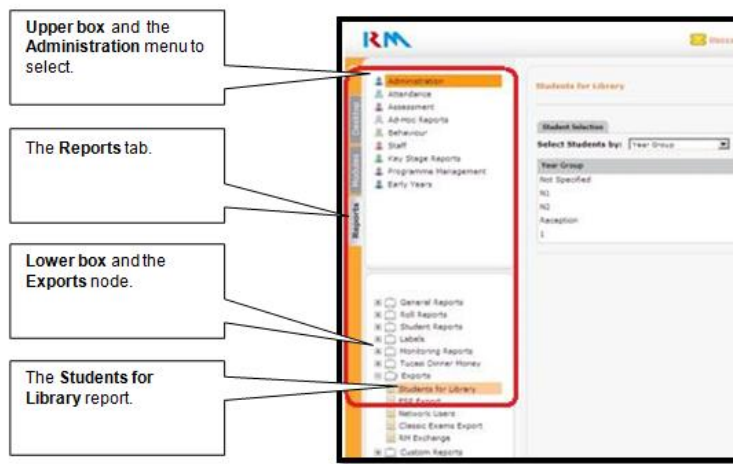 Upper box and the
Administration menu to
select.
The Reports tab.
Lower box and the
Exports node.
The Students for
Library report.
RM
Desktop
Modules
Reports
Administration
Attendance
Assessment
Ad-Hoc Reports
Behaviour
Staff
Key Stage Reports
Programme Management
Early Years
General Reports
Roll Reports
Student Reports
Labels
Monitoring Reports
Tucasi Dinner Money
Exports
Students for Library
Network Users
Classic Exams Export
RM Exchange
Custom Reports
Students for Library
Student Selection
Select Students by: Year Group
Year Group
Not Specified
N1
N2
Reception
1